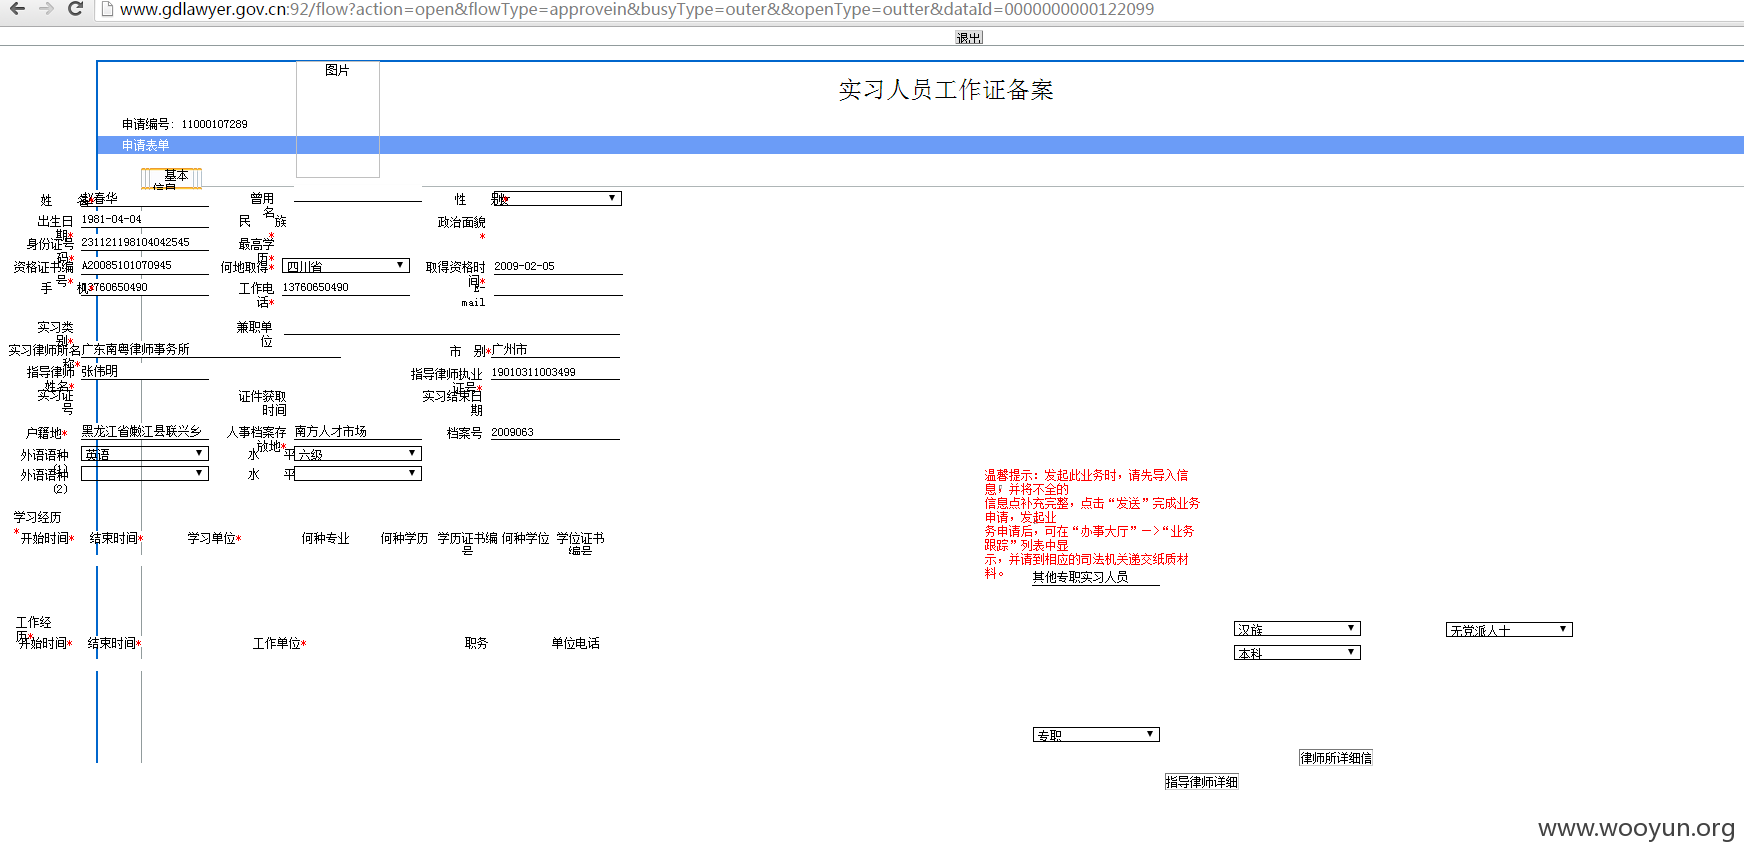 www.gdlawyer.gov.cn:92/flow?action=open&flowType=approvein&busyType=outer&&openType=outter&dataId=0000000000122099
退出
图片
实习人员工作证备案
申请编号: 11000107289
申请表单
基本
信息
姓 名 赵春华 曾用名 性 别*
出生日期* 1981-04-04 民 族* 政治面貌*
身份证号码* 231121198104042545 最高学历*
资格证书编号* A20085101070945 何地取得* 四川省 取得资格时间* 2009-02-05
手 机* 13760650490 工作电话* 13760650490 E-mail
实习类别* 兼职单位
实习律师所名称* 广东南粤律师事务所 市 别* 广州市
指导律师姓名* 张伟明 指导律师执业证号* 19010311003499
实习证号 证件获取时间 实习结束日期
户籍地* 黑龙江省嫩江县联兴乡 人事档案存放地* 南方人才市场 档案号 2009063
外语语种(1) 英语 水 平 六级
外语语种(2) 水 平
温馨提示: 发起此业务时, 请先导入信
息; 并将不全的
信息点补充完整, 点击“发送”完成业务
申请, 发起业
务申请后, 可在“办事大厅”—>“业务
跟踪”列表中显
示, 并请到相应的司法机关递交纸质材
料。
学习经历*
开始时间* 结束时间* 学习单位* 何种专业 何种学历 学历证书编号 何种学位 学位证书编号
其他专职实习人员
工作经历*
开始时间* 结束时间* 工作单位* 职务 单位电话
汉族 无党派人士
本科
专职
律师所详细信
指导律师详细
www.wooyun.org